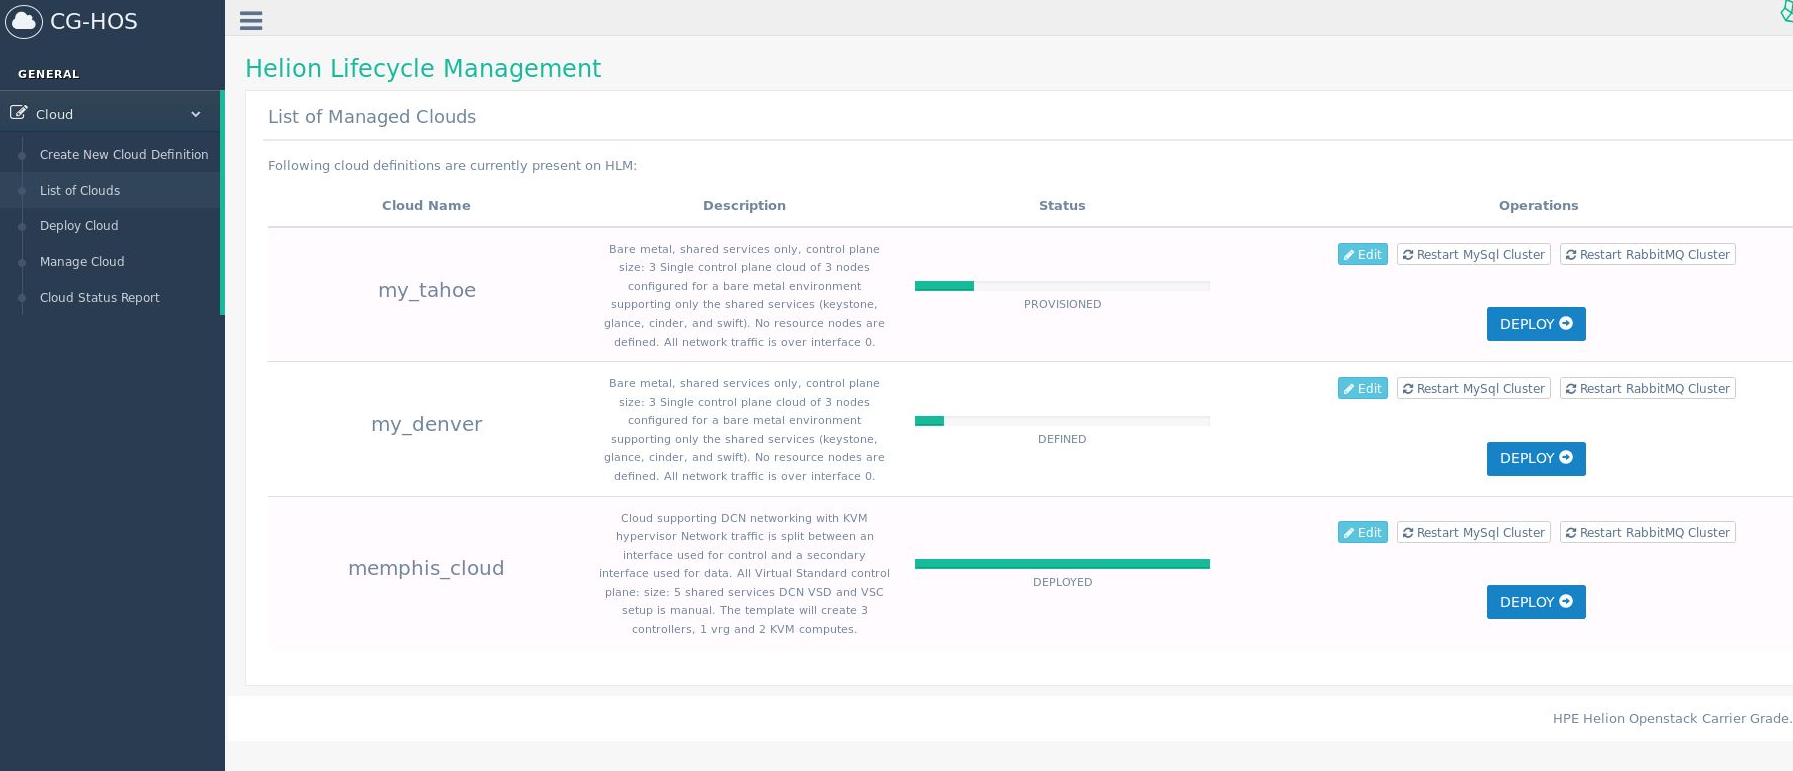 CG-HOS
GENERAL
Cloud
Create New Cloud Definition
List of Clouds
Deploy Cloud
Manage Cloud
Cloud Status Report
Helion Lifecycle Management
List of Managed Clouds
Following cloud definitions are currently present on HLM:
Cloud Name Description Status Operations
my_tahoe
Bare metal, shared services only, control plane
size: 3 Single control plane cloud of 3 nodes
configured for a bare metal environment
supporting only the shared services (keystone,
glance, cinder, and swift). No resource nodes are
defined. All network traffic is over interface 0.
PROVISIONED
Edit Restart MySql Cluster Restart RabbitMQ Cluster
DEPLOY
my_denver
Bare metal, shared services only, control plane
size: 3 Single control plane cloud of 3 nodes
configured for a bare metal environment
supporting only the shared services (keystone,
glance, cinder, and swift). No resource nodes are
defined. All network traffic is over interface 0.
DEFINED
Edit Restart MySql Cluster Restart RabbitMQ Cluster
DEPLOY
memphis_cloud
Cloud supporting DCN networking with KVM
hypervisor Network traffic is split between an
interface used for control and a secondary
interface used for data. All Virtual Standard control
plane: size: 5 shared services DCN VSD and VSC
setup is manual. The template will create 3
controllers, 1 vrg and 2 KVM computes.
DEPLOYED
Edit Restart MySql Cluster Restart RabbitMQ Cluster
DEPLOY
HPE Helion Openstack Carrier Grade.